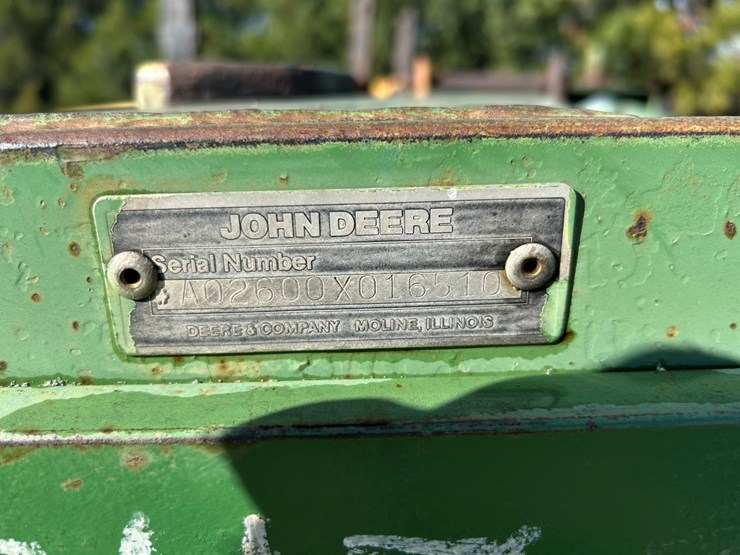 JOHN DEERE
Serial Number
A02600X016510
DEERE & COMPANY MOLINE, ILLINOIS